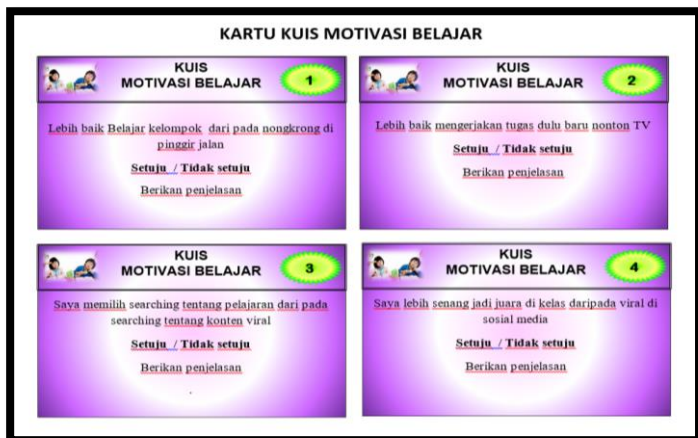 KARTU KUIS MOTIVASI BELAJAR
KUIS
MOTIVASI BELAJAR
1
Lebih baik Belajar kelompok dari pada nongkrong di
pinggir jalan
Setuju / Tidak setuju
Berikan penjelasan
KUIS
MOTIVASI BELAJAR
2
Lebih baik mengerjakan tugas dulu baru nonton TV
Setuju / Tidak setuju
Berikan penjelasan
KUIS
MOTIVASI BELAJAR
3
Saya memilih searching tentang pelajaran dari pada
searching tentang konten viral
Setuju / Tidak setuju
Berikan penjelasan
.
KUIS
MOTIVASI BELAJAR
4
Saya lebih senang jadi juara di kelas daripada viral di
sosial media
Setuju / Tidak setuju
Berikan penjelasan